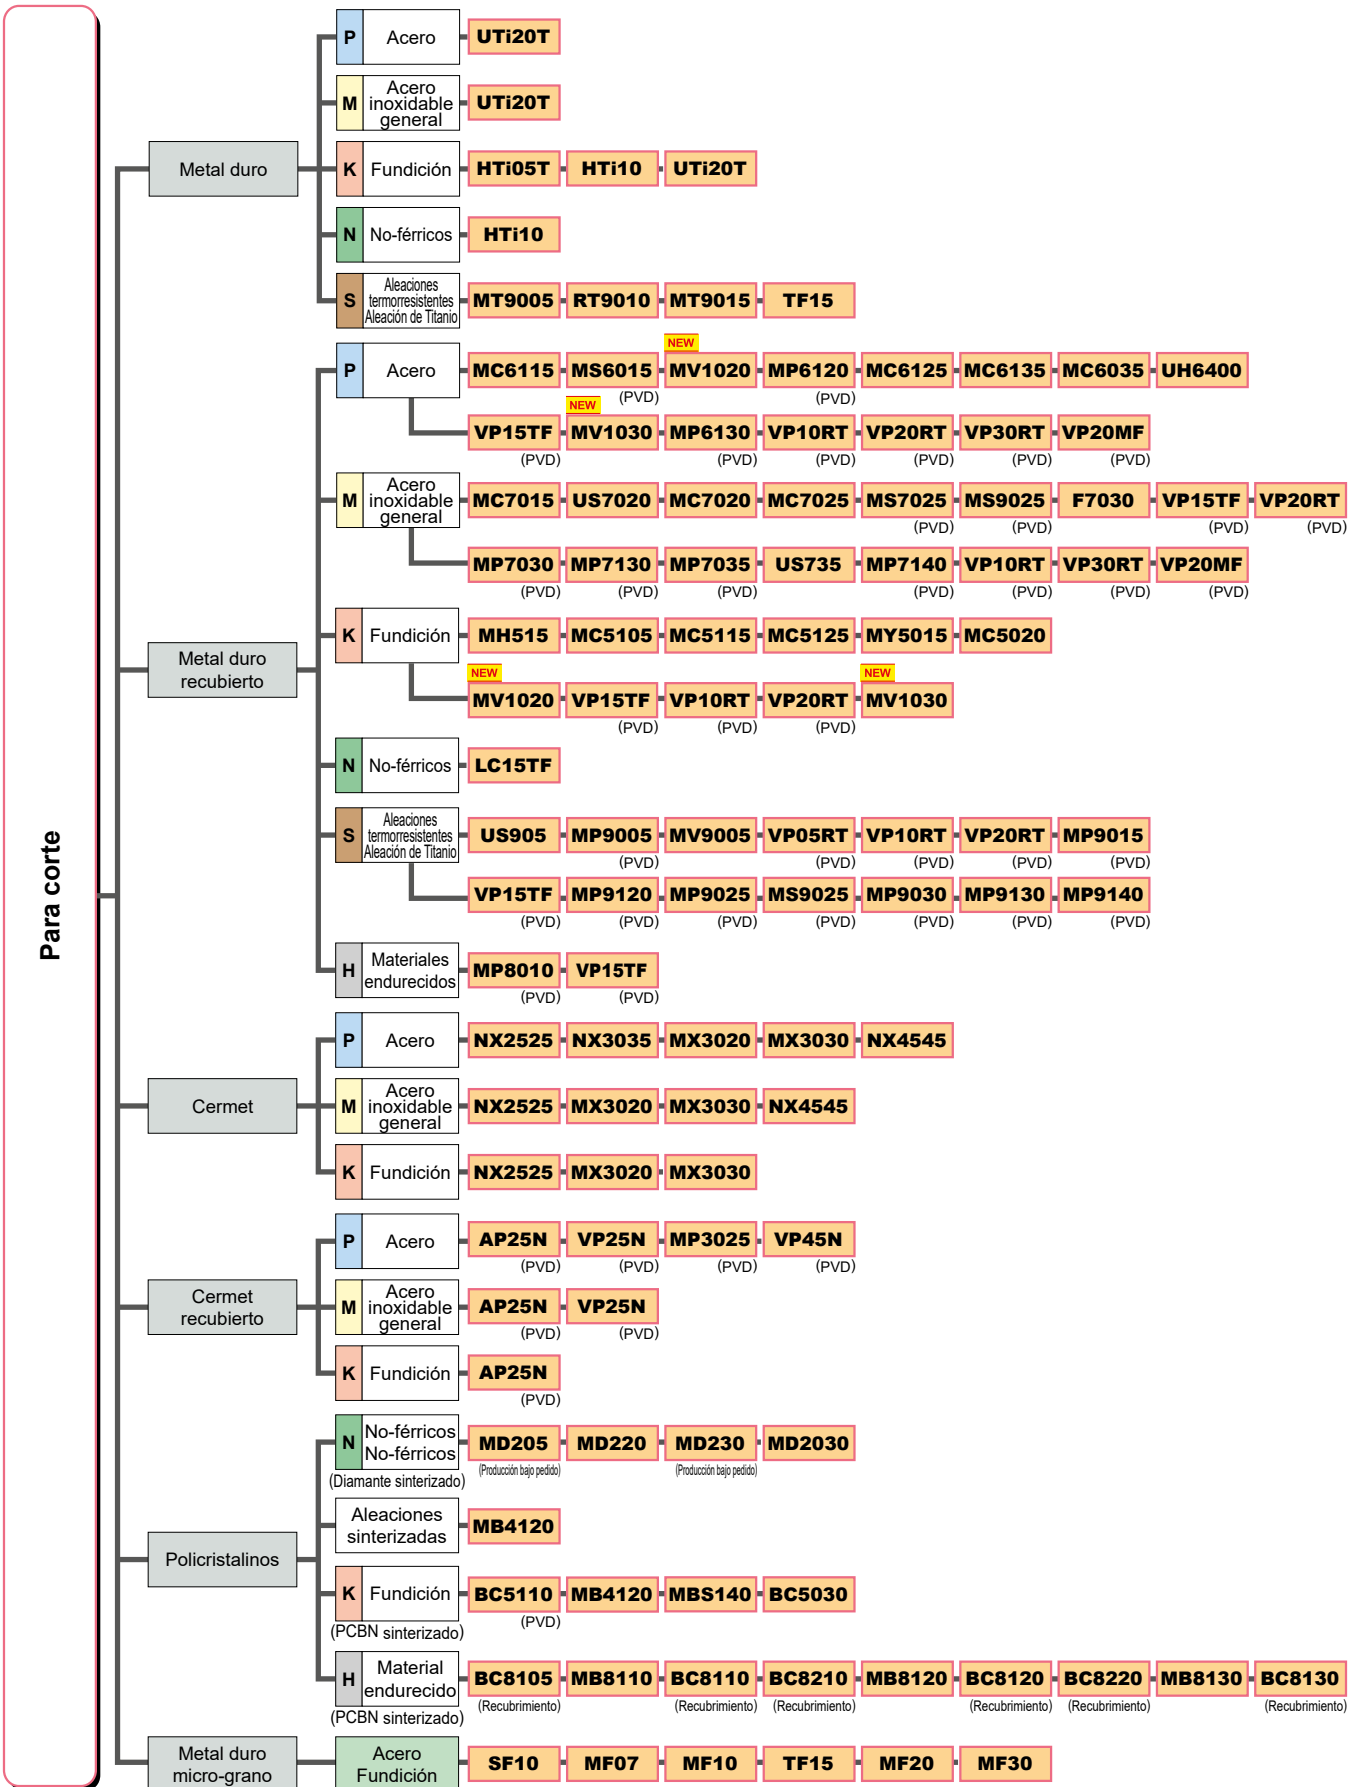 Para corte
Metal duro
P Acero UTi20T
M Acero inoxidable general UTi20T
K Fundición HTi05T HTi10 UTi20T
N No-férricos HTi10
S Aleaciones termorresistentes Aleación de Titanio MT9005 RT9010 MT9015 TF15
Metal duro recubierto
NEW
P Acero MC6115 MS6015 MV1020 MP6120 MC6125 MC6135 MC6035 UH6400
(PVD) (PVD)
NEW
VP15TF MV1030 MP6130 VP10RT VP20RT VP30RT VP20MF
(PVD) (PVD) (PVD) (PVD) (PVD) (PVD)
M Acero inoxidable general MC7015 US7020 MC7020 MC7025 MS7025 MS9025 F7030 VP15TF VP20RT
(PVD) (PVD) (PVD) (PVD)
MP7030 MP7130 MP7035 US735 MP7140 VP10RT VP30RT VP20MF
(PVD) (PVD) (PVD) (PVD) (PVD) (PVD) (PVD)
K Fundición MH515 MC5105 MC5115 MC5125 MY5015 MC5020
NEW NEW
MV1020 VP15TF VP10RT VP20RT MV1030
(PVD) (PVD) (PVD)
N No-férricos LC15TF
S Aleaciones termorresistentes Aleación de Titanio US905 MP9005 MV9005 VP05RT VP10RT VP20RT MP9015
(PVD) (PVD) (PVD) (PVD) (PVD)
VP15TF MP9120 MP9025 MS9025 MP9030 MP9130 MP9140
(PVD) (PVD) (PVD) (PVD) (PVD) (PVD) (PVD)
H Materiales endurecidos MP8010 VP15TF
(PVD) (PVD)
Cermet
P Acero NX2525 NX3035 MX3020 MX3030 NX4545
M Acero inoxidable general NX2525 MX3020 MX3030 NX4545
K Fundición NX2525 MX3020 MX3030
Cermet recubierto
P Acero AP25N VP25N MP3025 VP45N
(PVD) (PVD) (PVD) (PVD)
M Acero inoxidable general AP25N VP25N
(PVD) (PVD)
K Fundición AP25N
(PVD)
Policristalinos
N No-férricos No-férricos MD205 MD220 MD230 MD2030
(Diamante sinterizado) (Producción bajo pedido) (Producción bajo pedido)
Aleaciones sinterizadas MB4120
K Fundición BC5110 MB4120 MBS140 BC5030
(PCBN sinterizado) (PVD)
H Material endurecido BC8105 MB8110 BC8110 BC8210 MB8120 BC8120 BC8220 MB8130 BC8130
(PCBN sinterizado) (Recubrimiento) (Recubrimiento) (Recubrimiento) (Recubrimiento) (Recubrimiento) (Recubrimiento)
Metal duro micro-grano
Acero Fundición SF10 MF07 MF10 TF15 MF20 MF30